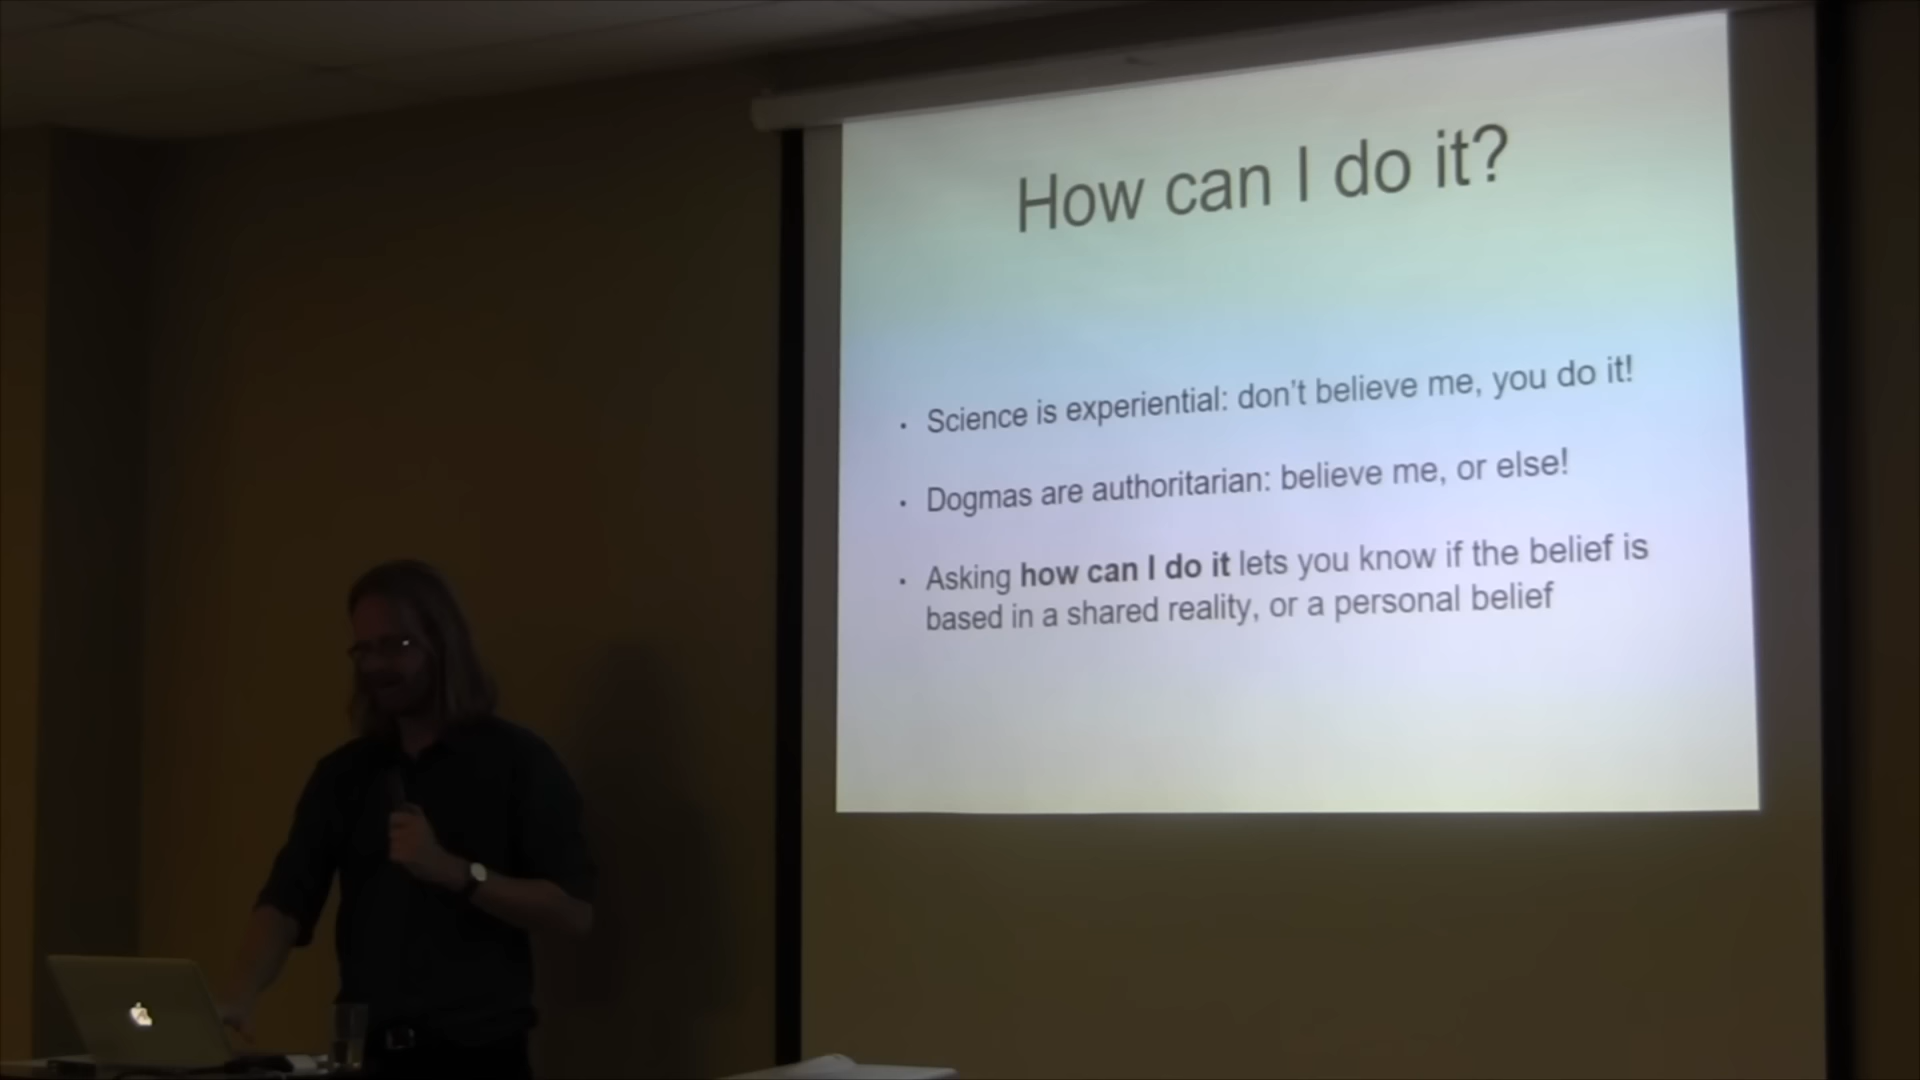 How can I do it?
· Science is experiential: don't believe me, you do it!
· Dogmas are authoritarian: believe me, or else!
· Asking how can I do it lets you know if the belief is
based in a shared reality, or a personal belief